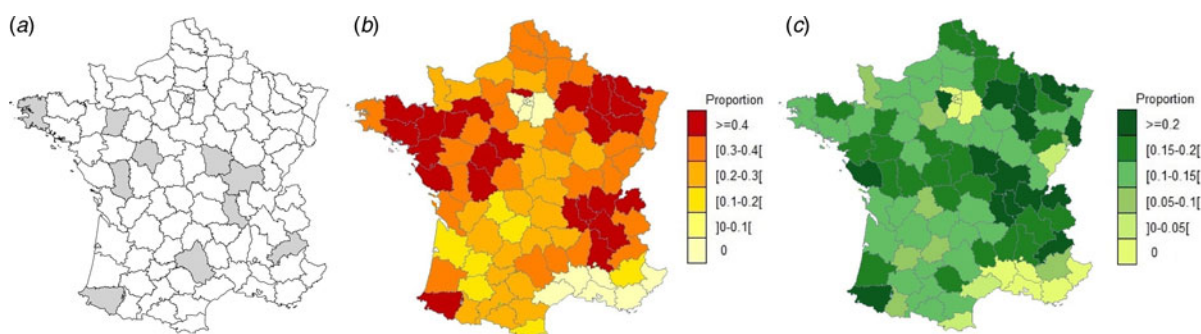 (a)
(b)
Proportion
>=0.4
[0.3-0.4[
[0.2-0.3[
[0.1-0.2[
]0-0.1[
0
(c)
Proportion
>=0.2
[0.15-0.2[
[0.1-0.15[
[0.05-0.1[
]0-0.05[
0